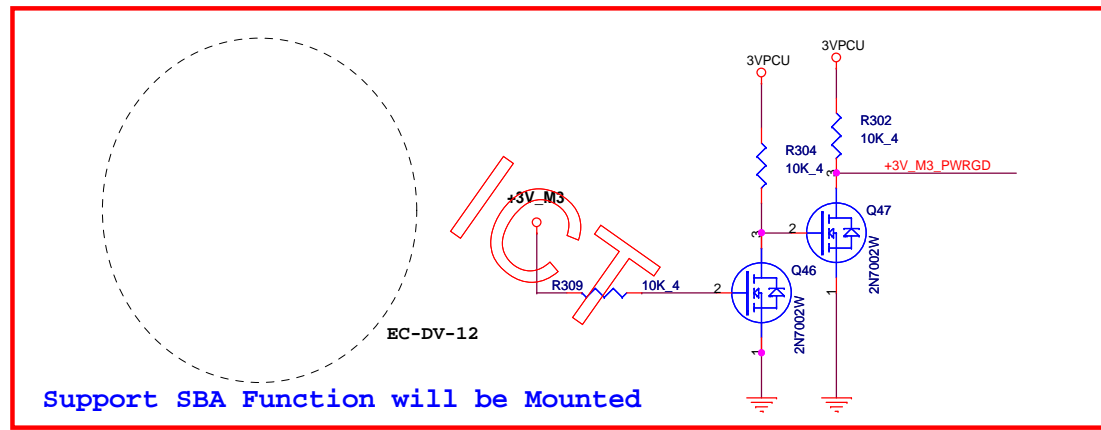 3VPCU
3VPCU
R302
10K_4
R304
10K_4
3
+3V_M3_PWRGD
ICT
+3V_M3
Q47
2
3
2N7002W
Q46
R309
10K_4
2
1
2N7002W
1
EC-DV-12
Support SBA Function will be Mounted